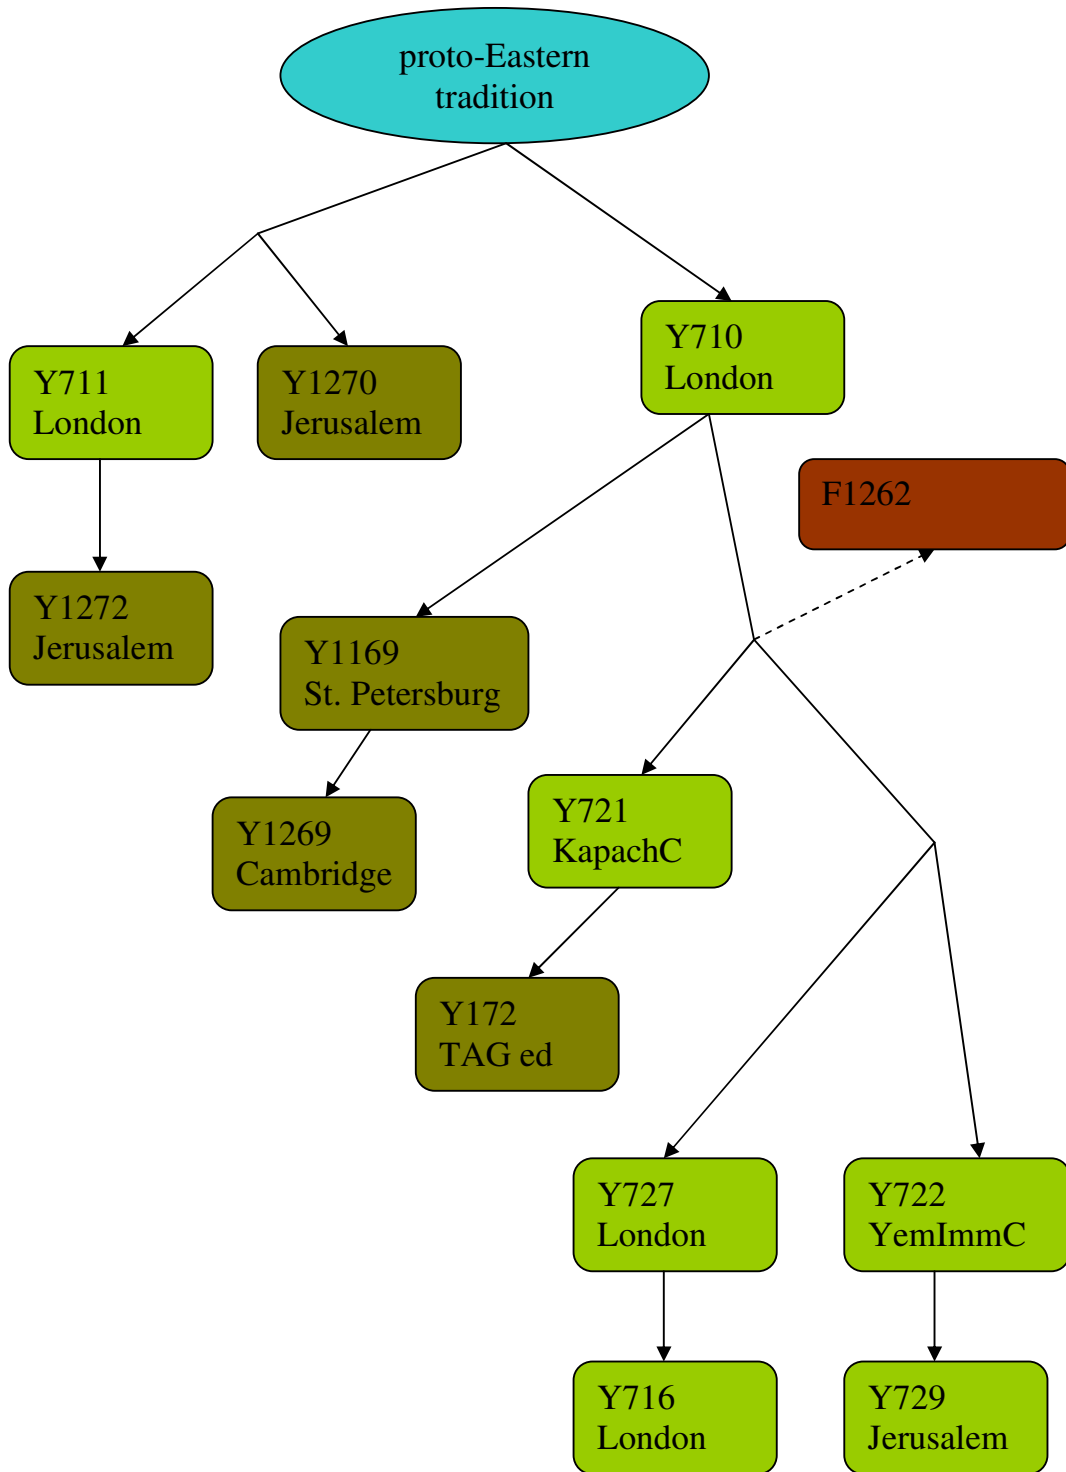 proto-Eastern
tradition
Y710
London
Y711
London
Y1270
Jerusalem
F1262
Y1272
Jerusalem
Y1169
St. Petersburg
Y1269
Cambridge
Y721
KapachC
Y172
TAG ed
Y727
London
Y722
YemImmC
Y716
London
Y729
Jerusalem